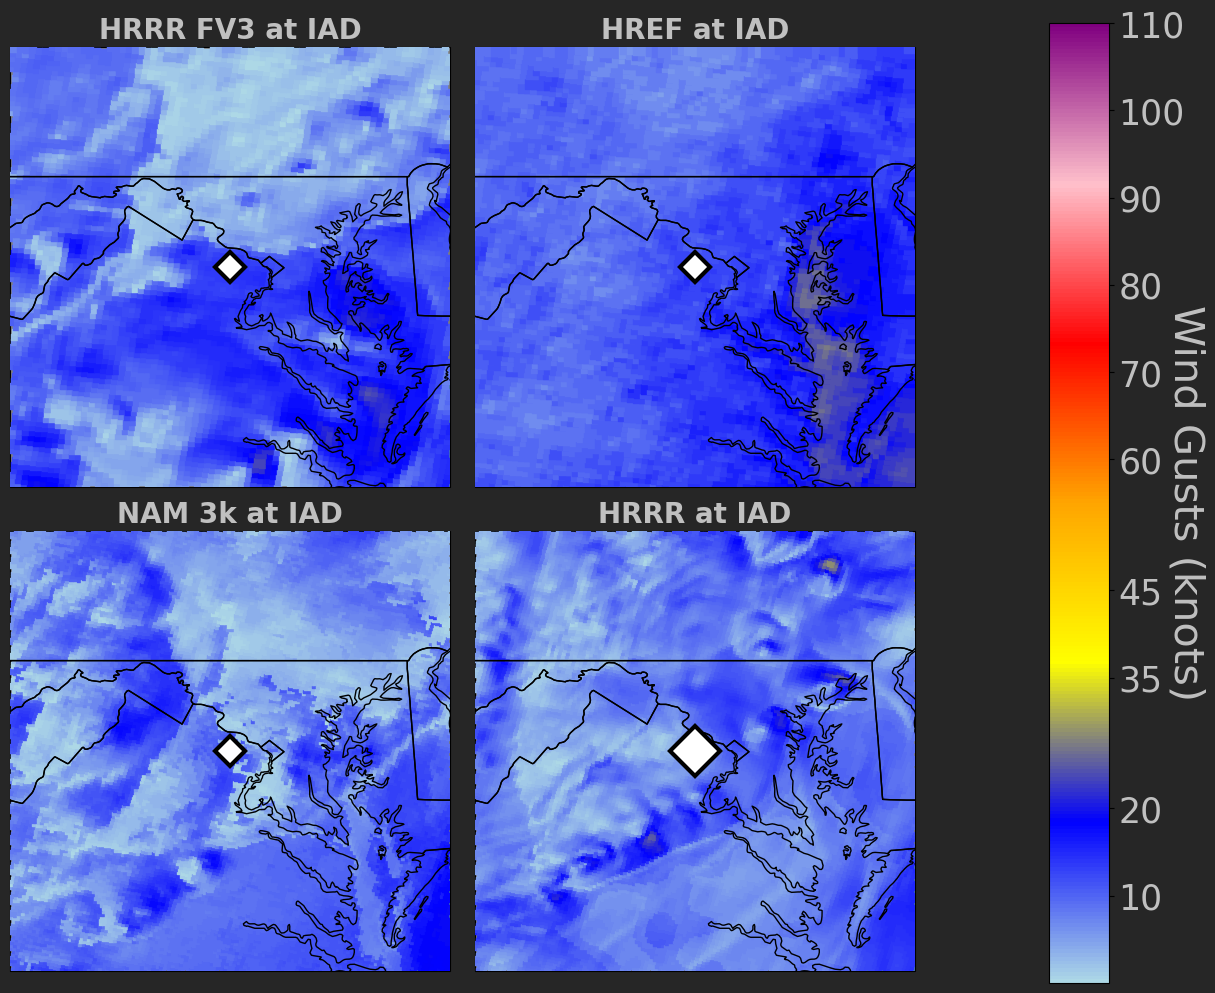 HRRR FV3 at IAD
HREF at IAD
NAM 3k at IAD
HRRR at IAD
110
100
90
80
70
60
45
35
20
10
Wind Gusts (knots)